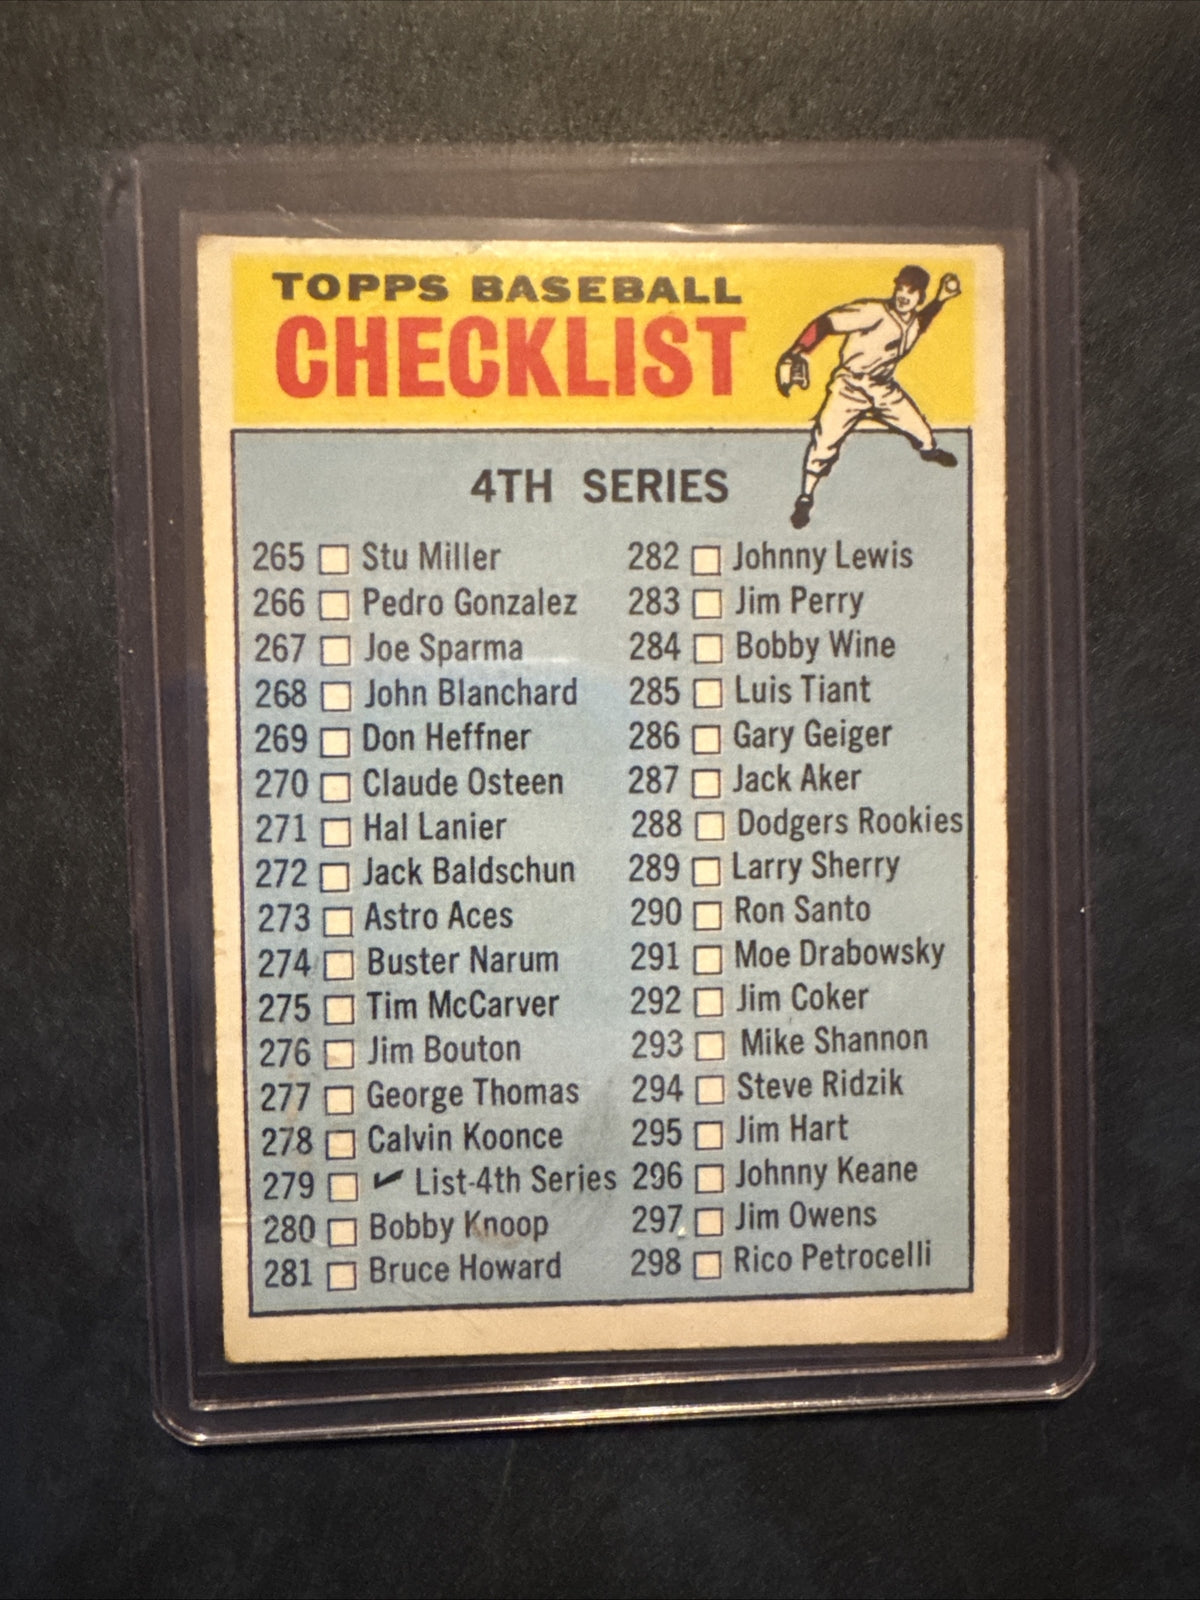 TOPPS BASEBALL
CHECKLIST
4TH SERIES
265 Stu Miller
266 Pedro Gonzalez
267 Joe Sparma
268 John Blanchard
269 Don Heffner
270 Claude Osteen
271 Hal Lanier
272 Jack Baldschun
273 Astro Aces
274 Buster Narum
275 Tim McCarver
276 Jim Bouton
277 George Thomas
278 Calvin Koonce
279 ✓ List-4th Series
280 Bobby Knoop
281 Bruce Howard
282 Johnny Lewis
283 Jim Perry
284 Bobby Wine
285 Luis Tiant
286 Gary Geiger
287 Jack Aker
288 Dodgers Rookies
289 Larry Sherry
290 Ron Santo
291 Moe Drabowsky
292 Jim Coker
293 Mike Shannon
294 Steve Ridzik
295 Jim Hart
296 Johnny Keane
297 Jim Owens
298 Rico Petrocelli